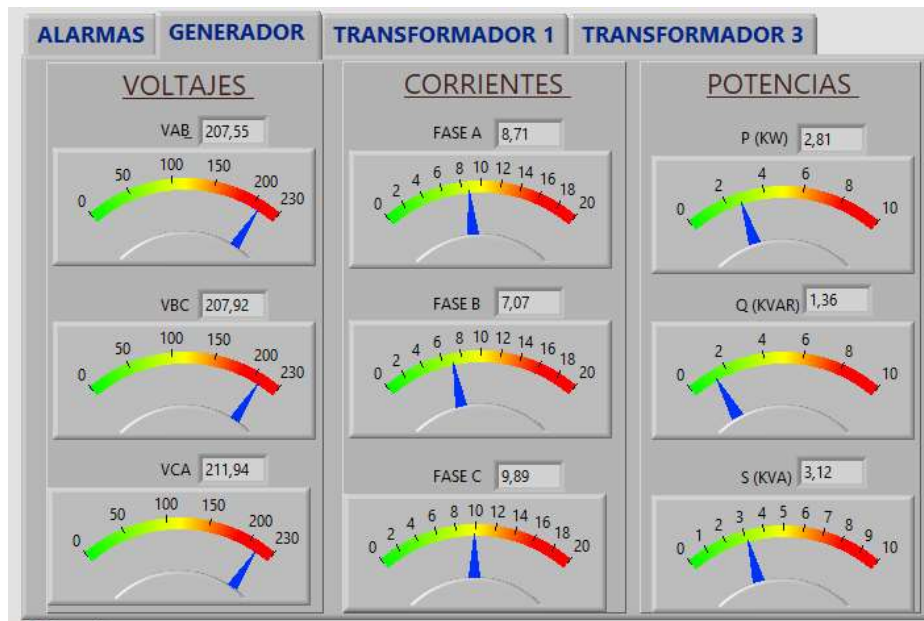 ALARMAS GENERADOR TRANSFORMADOR 1 TRANSFORMADOR 3
VOLTAJES
VAB 207,55
0 50 100 150 200 230
VBC 207,92
0 50 100 150 200 230
VCA 211,94
0 50 100 150 200 230
CORRIENTES
FASE A 8,71
0 2 4 6 8 10 12 14 16 18 20
FASE B 7,07
0 2 4 6 8 10 12 14 16 18 20
FASE C 9,89
0 2 4 6 8 10 12 14 16 18 20
POTENCIAS
P (KW) 2,81
0 2 4 6 8 10
Q (KVAR) 1,36
0 2 4 6 8 10
S (KVA) 3,12
0 1 2 3 4 5 6 7 8 9 10